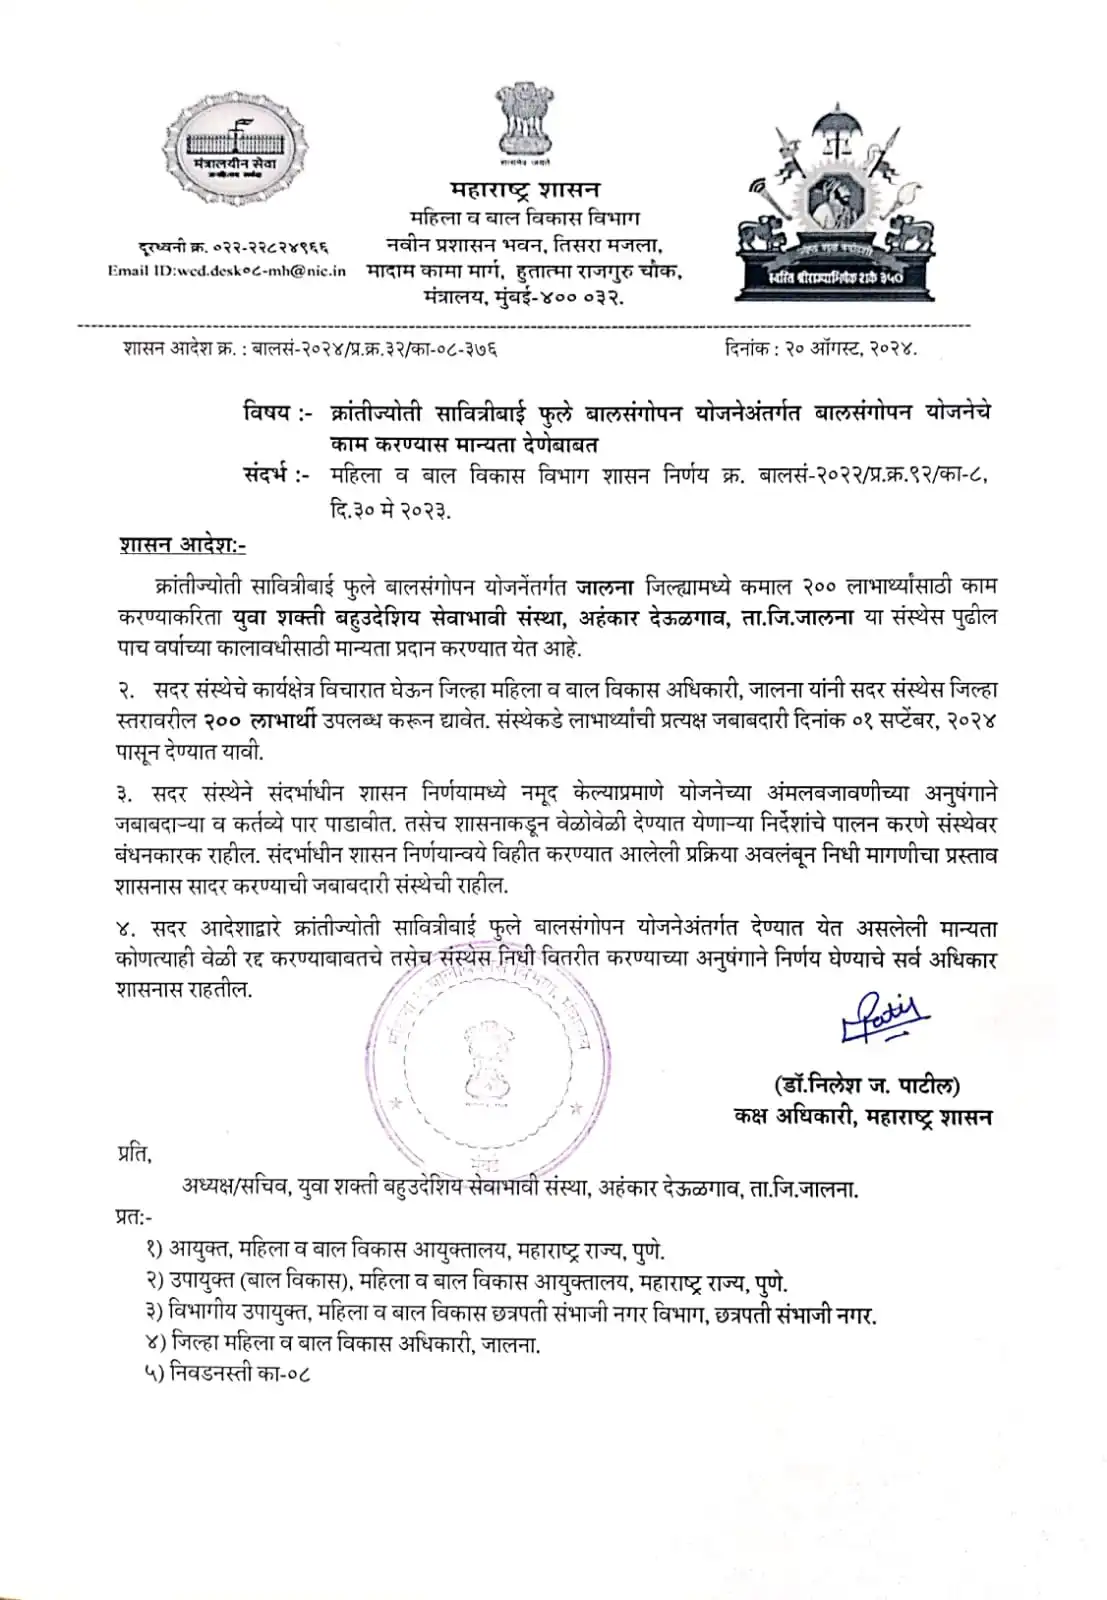 मंत्रालयीन सेवा
सत्यमेव जयते
महाराष्ट्र शासन
महिला व बाल विकास विभाग
दूरध्वनी क्र. ०२२-२२८२४९६६
नवीन प्रशासन भवन, तिसरा मजला,
Email ID:wcd.desk०८-mh@nic.in
मादाम कामा मार्ग, हुतात्मा राजगुरु चौक,
मंत्रालय, मुंबई-४०० ०३२.
स्वस्ति श्रीराज्याभिषेक शके ३५०
शासन आदेश क्र. : बालसं-२०२४/प्र.क्र.३२/का-०८-३७६
दिनांक : २० ऑगस्ट, २०२४.
विषय :- क्रांतीज्योती सावित्रीबाई फुले बालसंगोपन योजनेअंतर्गत बालसंगोपन योजनेचे
काम करण्यास मान्यता देणेबाबत
संदर्भ :- महिला व बाल विकास विभाग शासन निर्णय क्र. बालसं-२०२२/प्र.क्र.९२/का-८,
दि.३० मे २०२३.
शासन आदेश:-
क्रांतीज्योती सावित्रीबाई फुले बालसंगोपन योजनेंतर्गत जालना जिल्ह्यामध्ये कमाल २०० लाभार्थ्यांसाठी काम
करण्याकरिता युवा शक्ती बहुउदेशिय सेवाभावी संस्था, अहंकार देऊळगाव, ता.जि.जालना या संस्थेस पुढील
पाच वर्षाच्या कालावधीसाठी मान्यता प्रदान करण्यात येत आहे.
२. सदर संस्थेचे कार्यक्षेत्र विचारात घेऊन जिल्हा महिला व बाल विकास अधिकारी, जालना यांनी सदर संस्थेस जिल्हा
स्तरावरील २०० लाभार्थी उपलब्ध करून द्यावेत. संस्थेकडे लाभार्थ्यांची प्रत्यक्ष जबाबदारी दिनांक ०१ सप्टेंबर, २०२४
पासून देण्यात यावी.
३. सदर संस्थेने संदर्भाधीन शासन निर्णयामध्ये नमूद केल्याप्रमाणे योजनेच्या अंमलबजावणीच्या अनुषंगाने
जबाबदाऱ्या व कर्तव्ये पार पाडावीत. तसेच शासनाकडून वेळोवेळी देण्यात येणाऱ्या निर्देशांचे पालन करणे संस्थेवर
बंधनकारक राहील. संदर्भाधीन शासन निर्णयान्वये विहीत करण्यात आलेली प्रक्रिया अवलंबून निधी मागणीचा प्रस्ताव
शासनास सादर करण्याची जबाबदारी संस्थेची राहील.
४. सदर आदेशाद्वारे क्रांतीज्योती सावित्रीबाई फुले बालसंगोपन योजनेअंतर्गत देण्यात येत असलेली मान्यता
कोणत्याही वेळी रद्द करण्याबाबतचे तसेच संस्थेस निधी वितरीत करण्याच्या अनुषंगाने निर्णय घेण्याचे सर्व अधिकार
शासनास राहतील.
मुंबई
Patil
(डॉ.निलेश ज. पाटील)
कक्ष अधिकारी, महाराष्ट्र शासन
प्रति,
अध्यक्ष/सचिव, युवा शक्ती बहुउदेशिय सेवाभावी संस्था, अहंकार देऊळगाव, ता.जि.जालना.
प्रत:-
१) आयुक्त, महिला व बाल विकास आयुक्तालय, महाराष्ट्र राज्य, पुणे.
२) उपायुक्त (बाल विकास), महिला व बाल विकास आयुक्तालय, महाराष्ट्र राज्य, पुणे.
३) विभागीय उपायुक्त, महिला व बाल विकास छत्रपती संभाजी नगर विभाग, छत्रपती संभाजी नगर.
४) जिल्हा महिला व बाल विकास अधिकारी, जालना.
५) निवडनस्ती का-०८